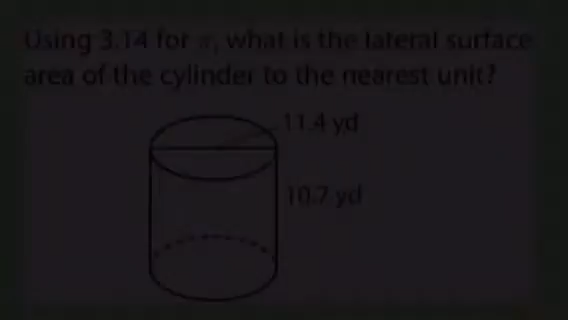 Using 3.14 for π, what is the lateral surface
area of the cylinder to the nearest unit?
11.4 yd
10.7 yd